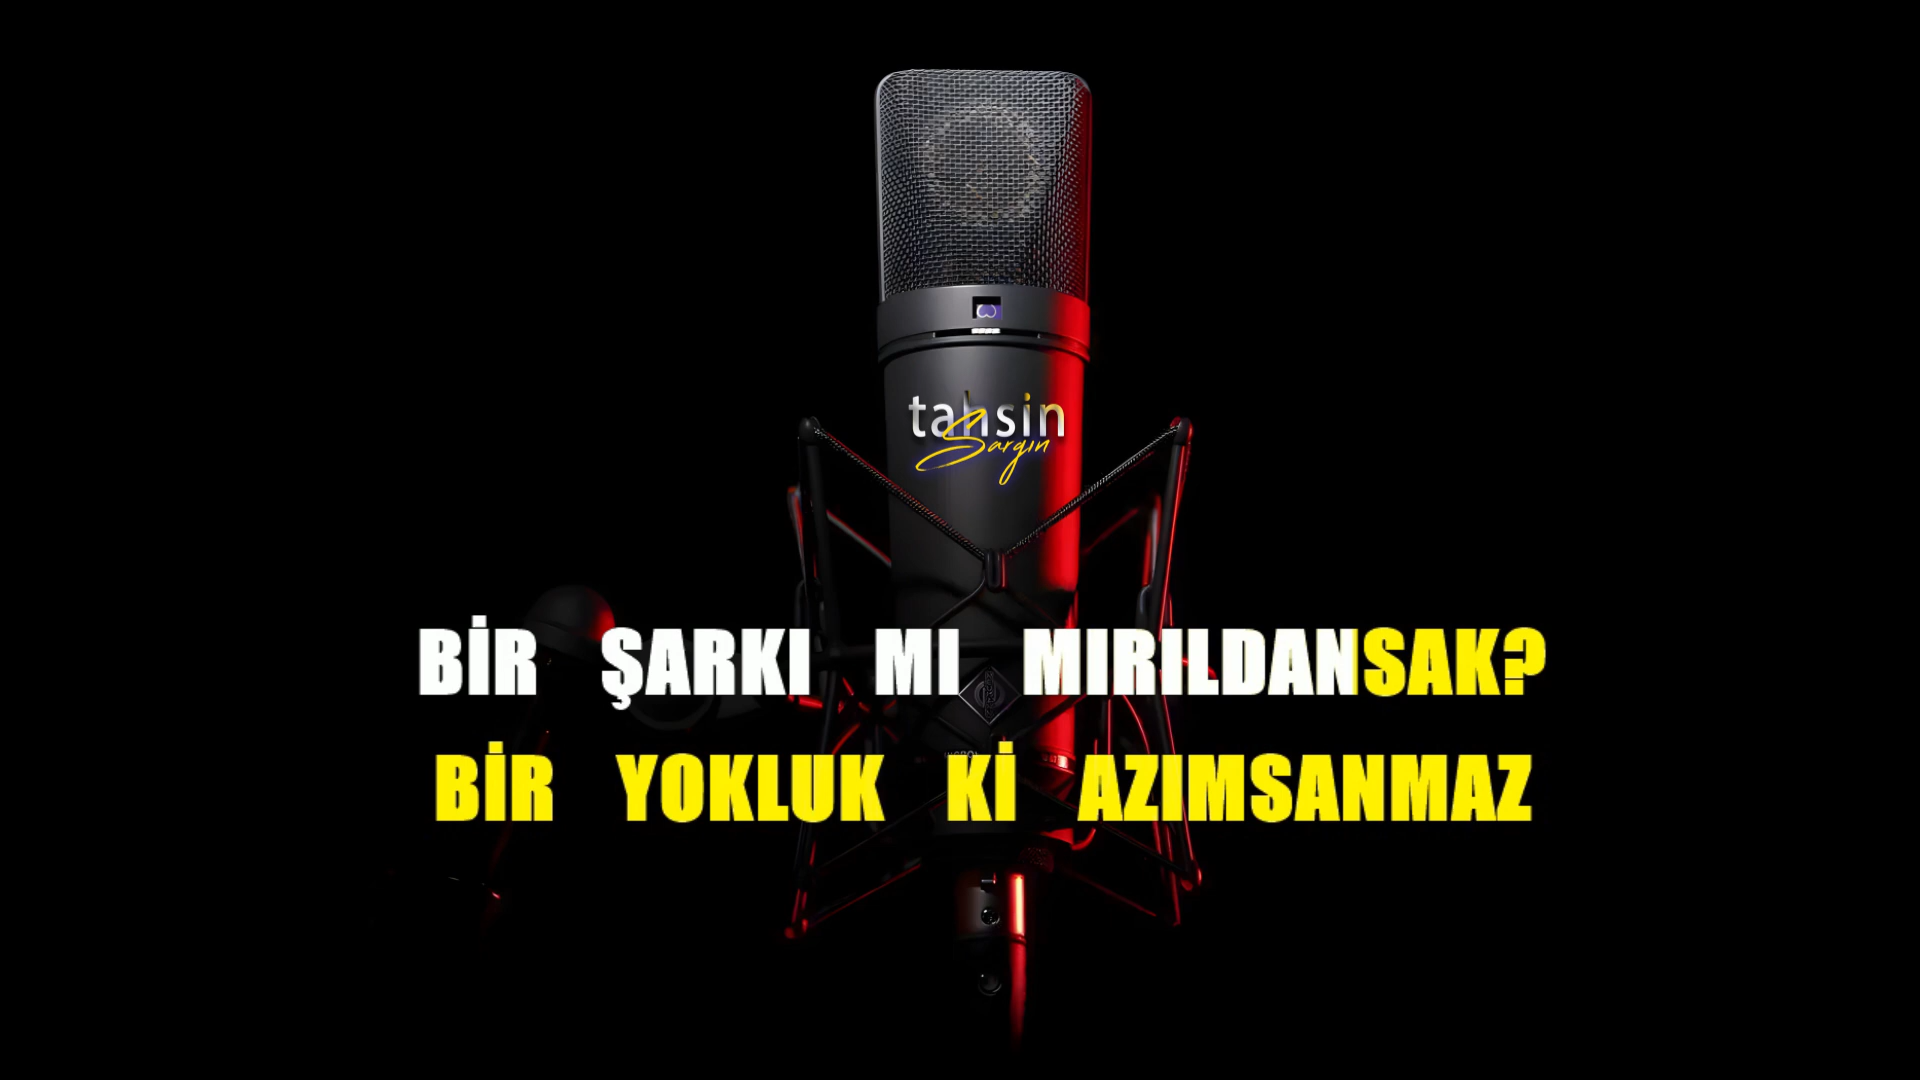 tahsin
Sargın
BİR ŞARKI MI MIRILDANSAK?
BİR YOKLUK Kİ AZIMSANMAZ